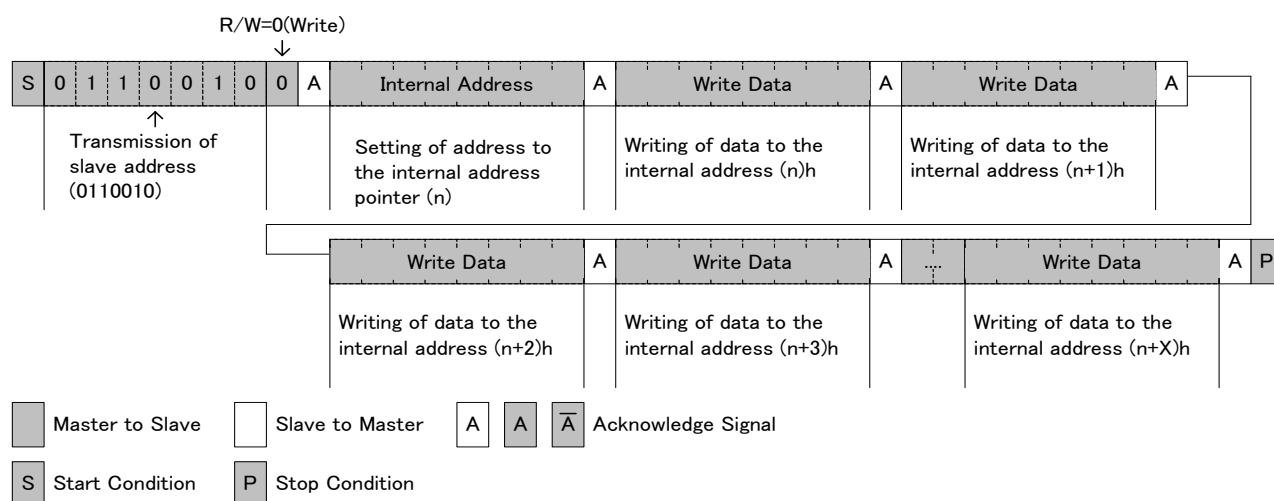 R/W=0(Write)
↓
S 0 1 1 0 0 1 0 0 A Internal Address A Write Data A Write Data A
↑
Transmission of
slave address
(0110010)
Setting of address to
the internal address
pointer (n)
Writing of data to the
internal address (n)h
Writing of data to the
internal address (n+1)h
Write Data A Write Data A .... Write Data A P
Writing of data to the
internal address (n+2)h
Writing of data to the
internal address (n+3)h
Writing of data to the
internal address (n+X)h
Master to Slave Slave to Master A A A̅ Acknowledge Signal
S Start Condition P Stop Condition